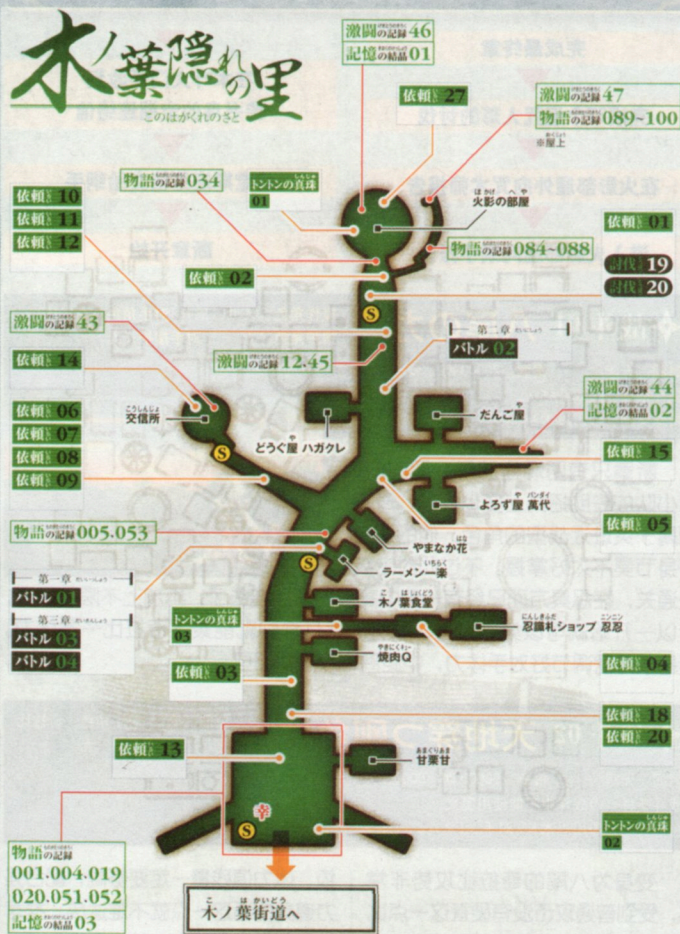 木ノ葉隠れの里
このはがくれのさと
激闘の記録46
記憶の結晶01
依頼27
激闘の記録47
物語の記録089~100
※屋上
物語の記録034
トントンの真珠
01
火影の部屋
依頼10
依頼11
依頼12
依頼01
討伐19
討伐20
物語の記録084~088
依頼02
S
第二章
バトル02
激闘の記録43
激闘の記録12.45
依頼14
交信所
どうぐ屋 ハガクレ
だんご屋
激闘の記録44
記憶の結晶02
依頼06
依頼07
依頼08
依頼09
S
依頼15
よろず屋 萬代
依頼05
物語の記録005.053
やまなか花
S
ラーメン一楽
第一章
バトル01
第三章
バトル03
バトル04
木ノ葉食堂
トントンの真珠
03
忍識札ショップ 忍忍
焼肉Q
依頼03
依頼04
依頼18
依頼20
依頼13
甘栗甘
幸
S
トントンの真珠
02
物語の記録
001.004.019
020.051.052
記憶の結晶03
木ノ葉街道へ